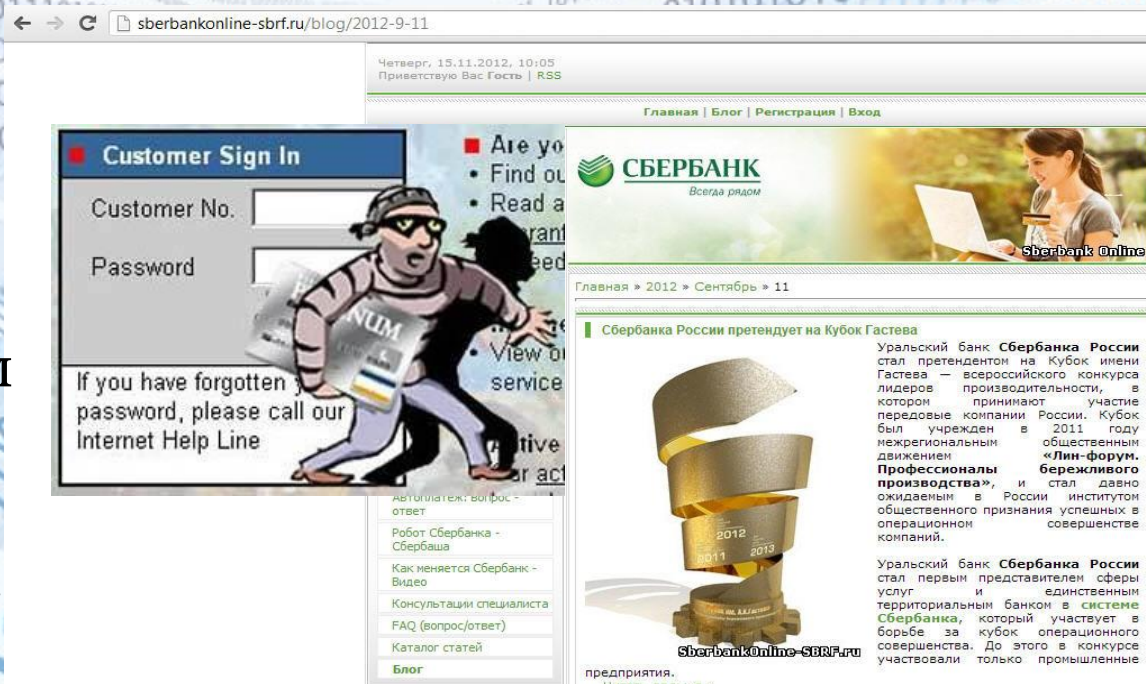 sberbankonline-sbrf.ru/blog/2012-9-11
Четверг, 15.11.2012, 10:05
Приветствую Вас Гость | RSS
Главная | Блог | Регистрация | Вход
Customer Sign In
Customer No.
Password
If you have forgotten
password, please call our
Internet Help Line
Are yo
Find ou
Read a
View o
service
NUM
СБЕРБАНК
Всегда рядом
Sberbank Online
Главная » 2012 » Сентябрь » 11
Сбербанка России претендует на Кубок Гастева
Уральский банк Сбербанка России
стал претендентом на Кубок имени
Гастева — всероссийского конкурса
лидеров производительности, в
котором принимают участие
передовые компании России. Кубок
был учрежден в 2011 году
межрегиональным общественным
движением «Лин-форум.
Профессионалы бережливого
производства», и стал давно
ожидаемым в России институтом
общественного признания успешных в
операционном совершенстве
компаний.
Уральский банк Сбербанка России
стал первым представителем сферы
услуг и единственным
территориальным банком в системе
Сбербанка, который участвует в
борьбе за кубок операционного
совершенства. До этого в конкурсе
участвовали только промышленные
предприятия.
2012
2011 2013
SberbankOnline-SBRF.ru
Автоплатеж: вопрос -
ответ
Робот Сбербанка -
Сбербаша
Как меняется Сбербанк -
Видео
Консультации специалиста
FAQ (вопрос/ответ)
Каталог статей
Блог